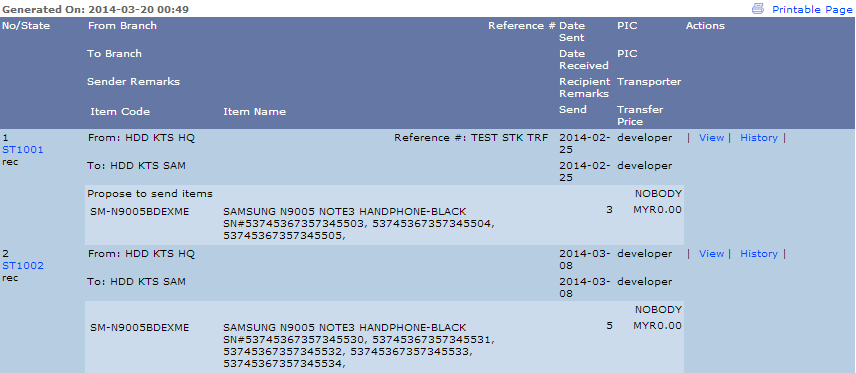 Generated On: 2014-03-20 00:49 Printable Page
No/State From Branch Reference # Date Sent PIC Actions
To Branch Date Received PIC
Sender Remarks Recipient Remarks Transporter
Item Code Item Name Send Transfer Price
1 From: HDD KTS HQ Reference #: TEST STK TRF 2014-02-25 developer | View | History |
ST1001
rec To: HDD KTS SAM 2014-02-25 developer
Propose to send items NOBODY
SM-N9005BDEXME SAMSUNG N9005 NOTE3 HANDPHONE-BLACK 3 MYR0.00
SN#53745367357345503, 53745367357345504,
53745367357345505,
2 From: HDD KTS HQ 2014-03-08 developer | View | History |
ST1002
rec To: HDD KTS SAM 2014-03-08 developer
NOBODY
SM-N9005BDEXME SAMSUNG N9005 NOTE3 HANDPHONE-BLACK 5 MYR0.00
SN#53745367357345530, 53745367357345531,
53745367357345532, 53745367357345533,
53745367357345534,